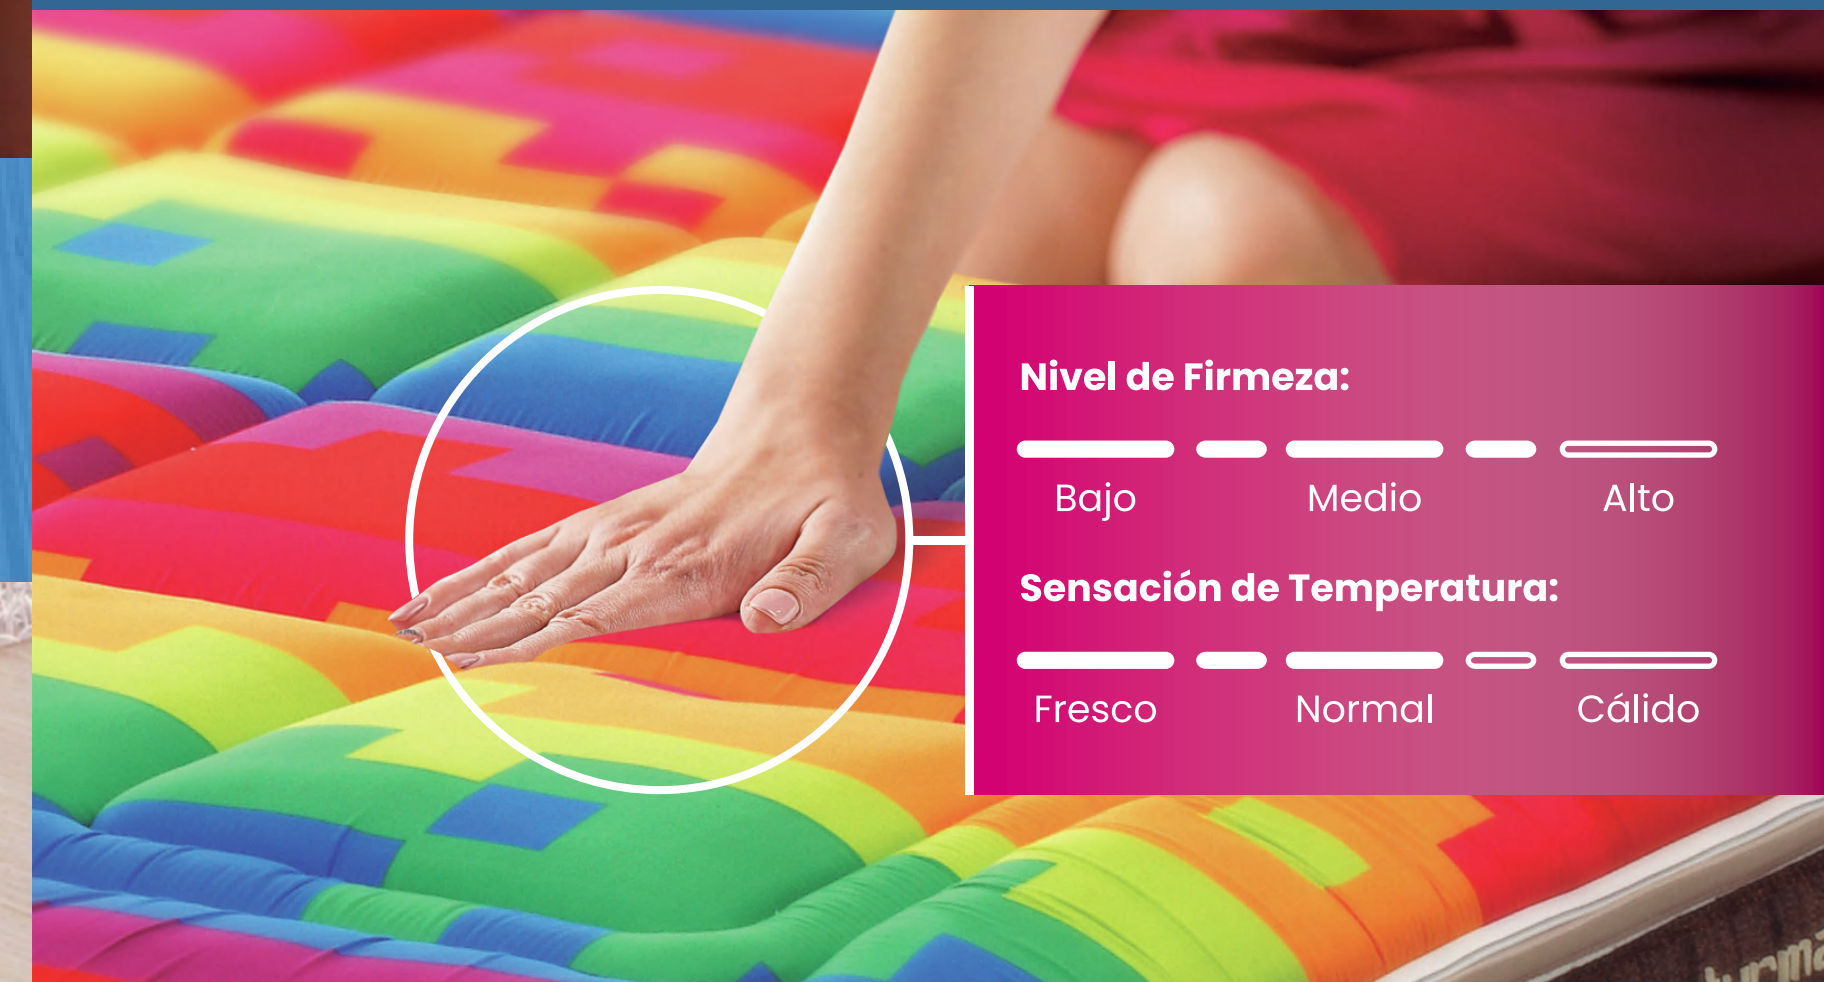 Nivel de Firmeza:
Bajo Medio Alto
Sensación de Temperatura:
Fresco Normal Cálido